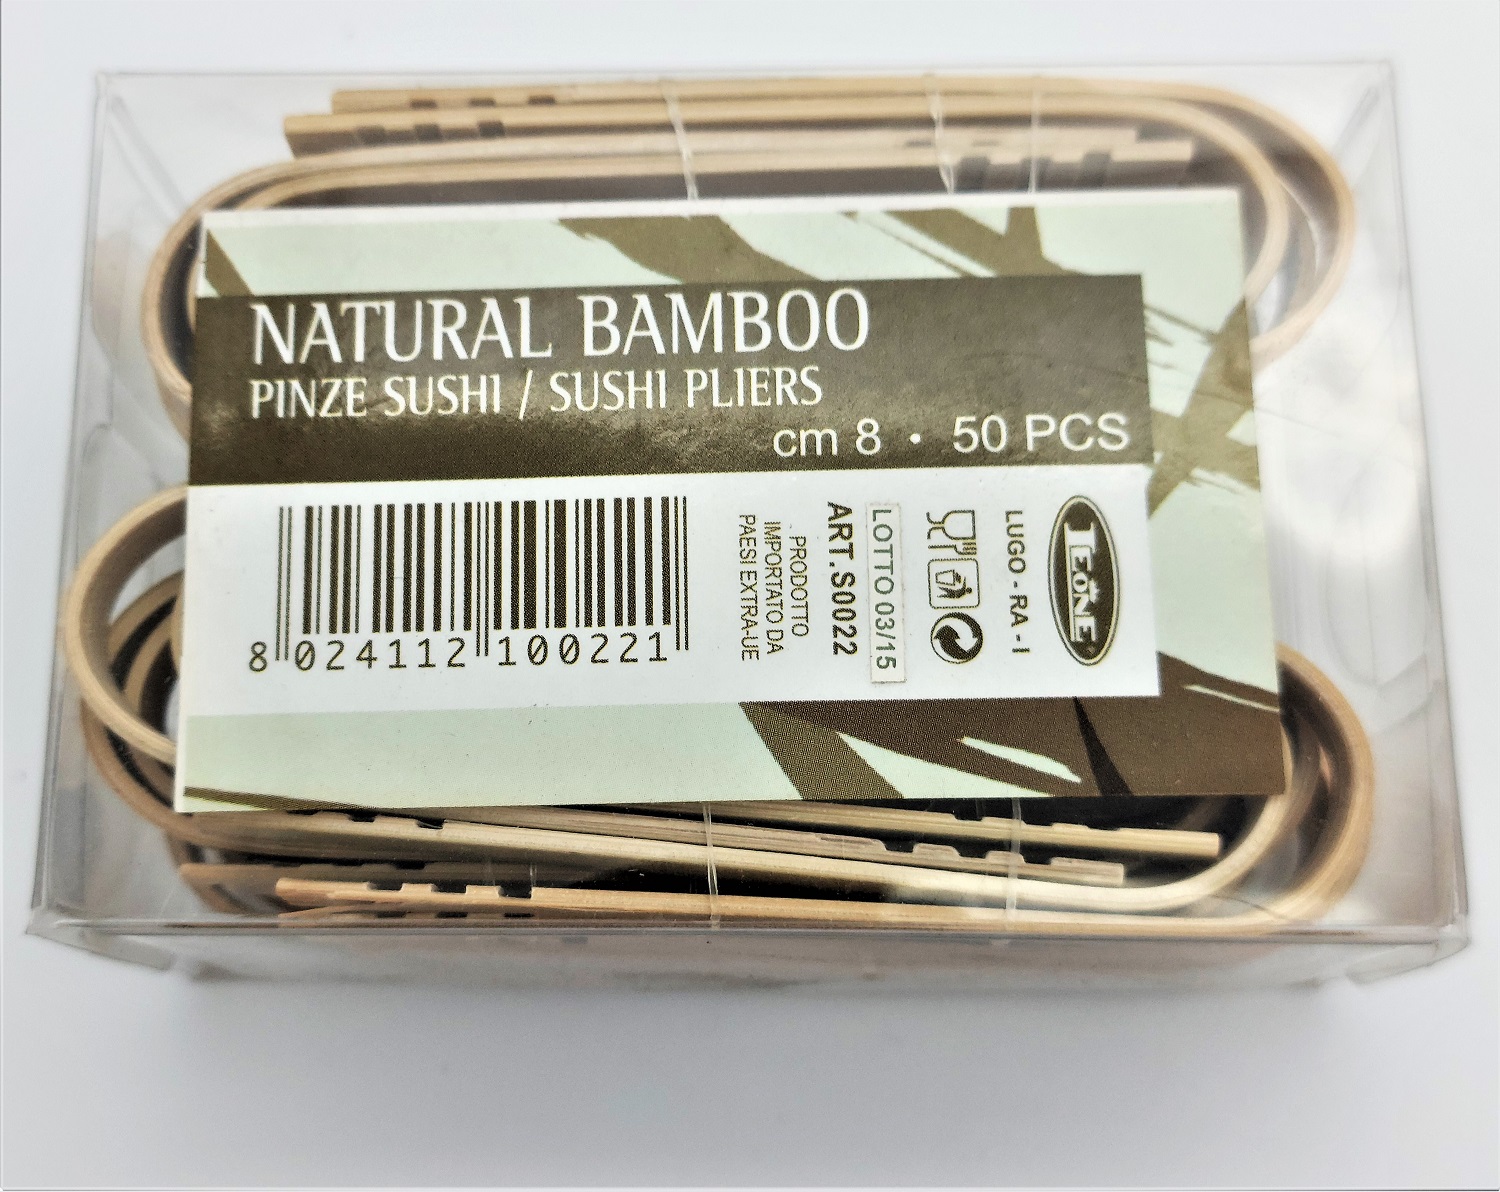 NATURAL BAMBOO
PINZE SUSHI / SUSHI PLIERS
cm 8 • 50 PCS
8 024112 100221
PRODOTTO
IMPORTATO DA
PAESI EXTRA-UE
ART.S0022
LOTTO 03/15
LUGO - RA - I
LEONE